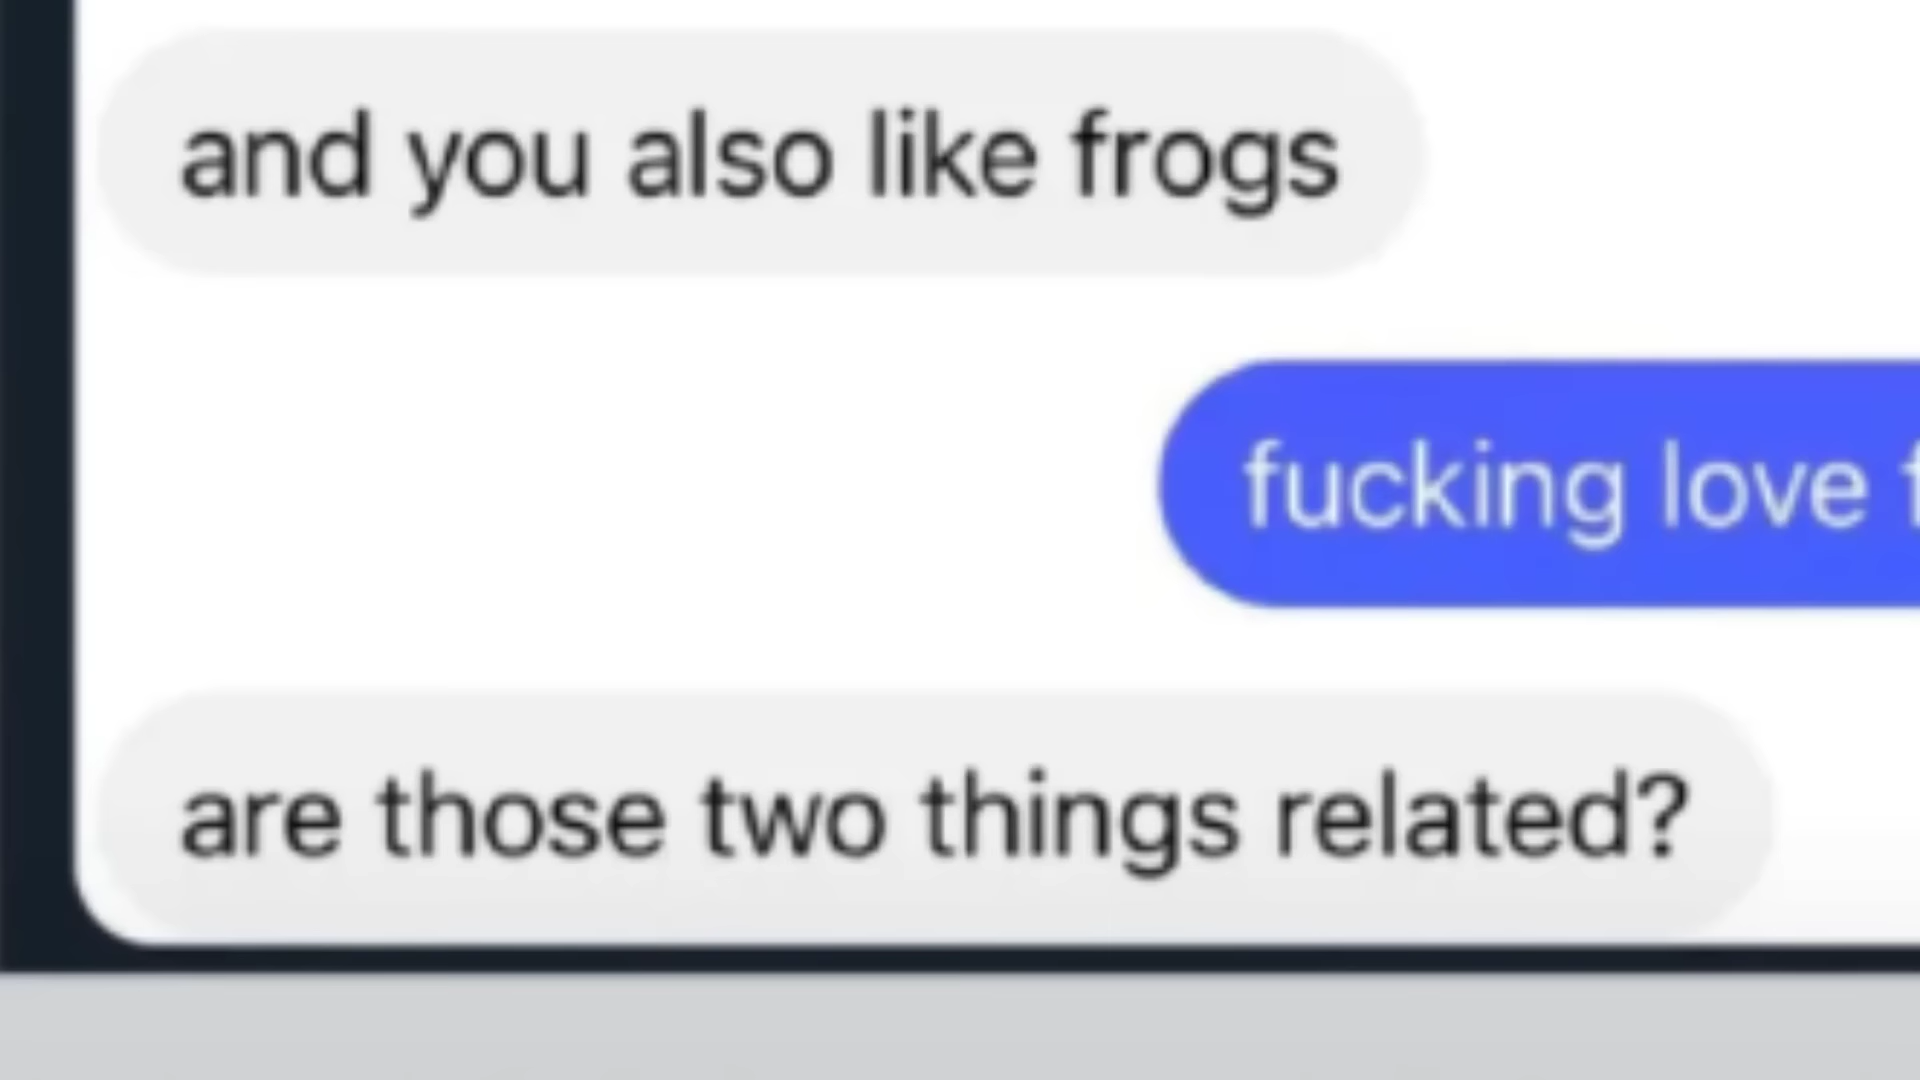 and you also like frogs
fucking love
are those two things related?